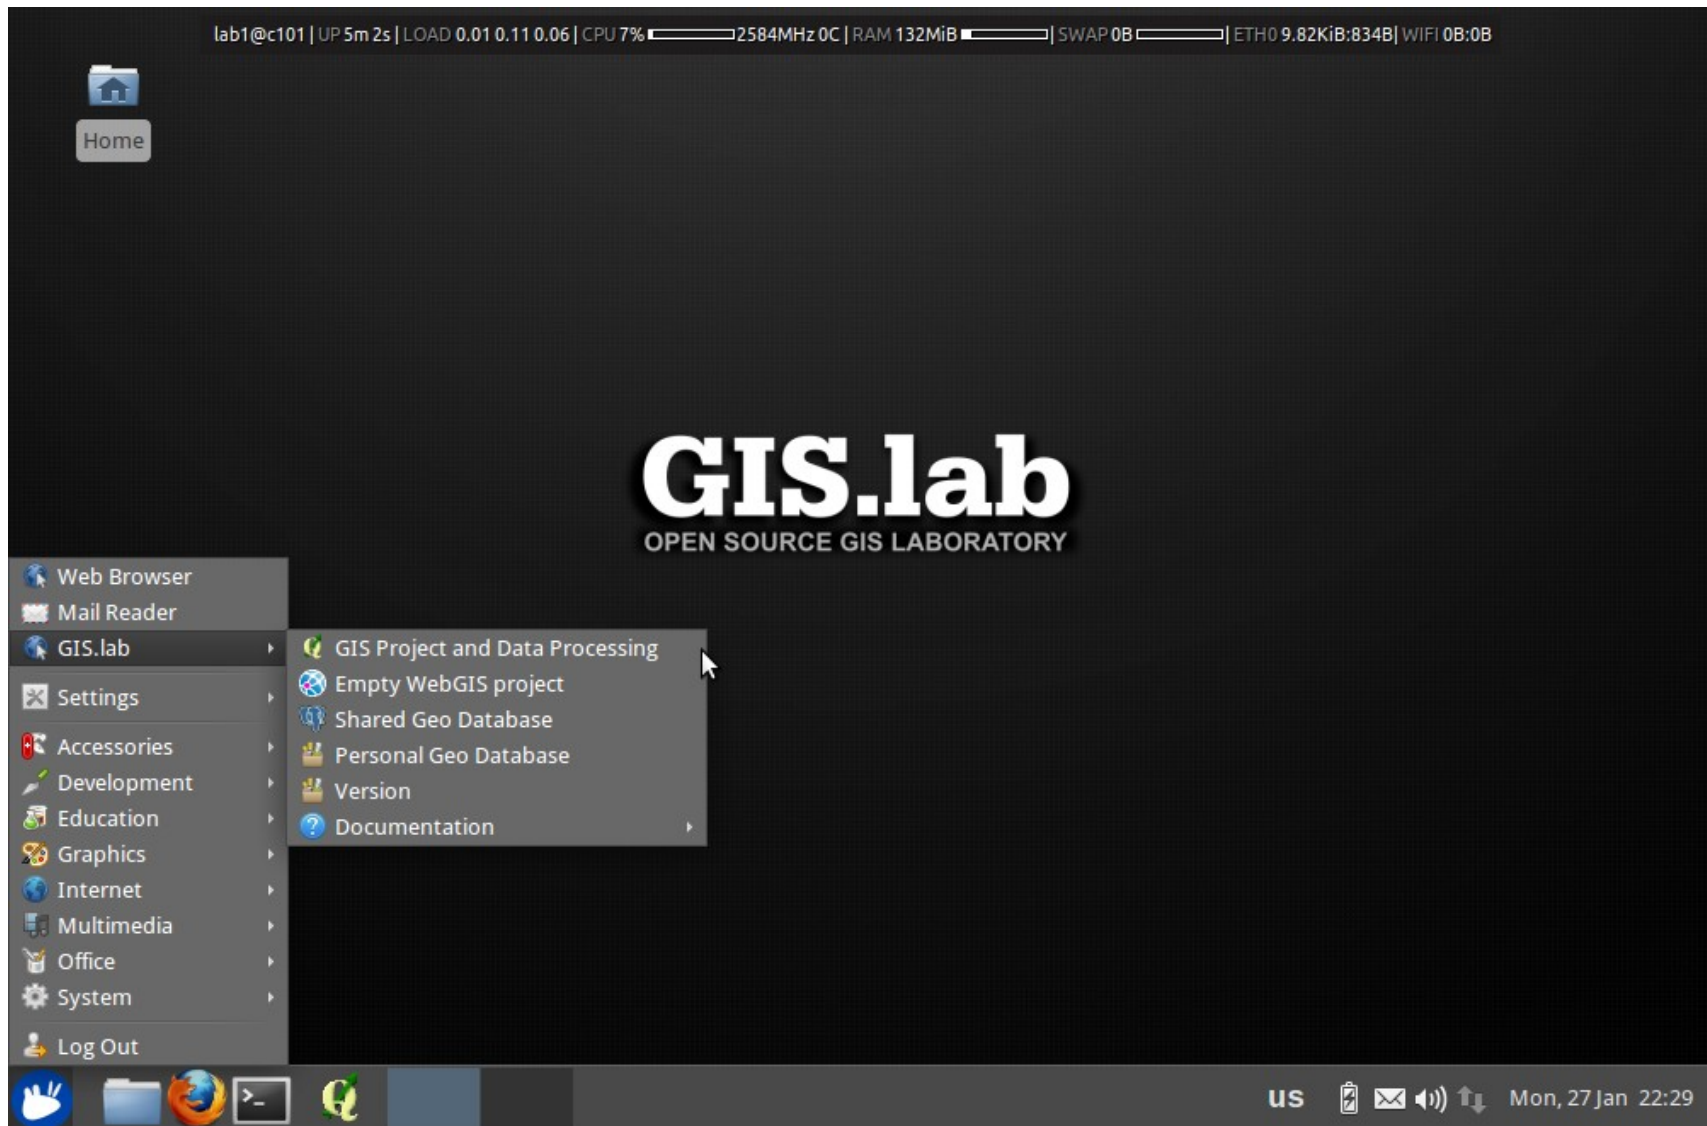 lab1@c101 | UP 5m 2s | LOAD 0.01 0.11 0.06 | CPU 7% 2584MHz 0C | RAM 132MiB | SWAP 0B | ETH0 9.82KiB:834B | WIFI 0B:0B
Home
GIS.lab
OPEN SOURCE GIS LABORATORY
Web Browser
Mail Reader
GIS.lab
Settings
Accessories
Development
Education
Graphics
Internet
Multimedia
Office
System
Log Out
GIS Project and Data Processing
Empty WebGIS project
Shared Geo Database
Personal Geo Database
Version
Documentation
us
Mon, 27 Jan 22:29